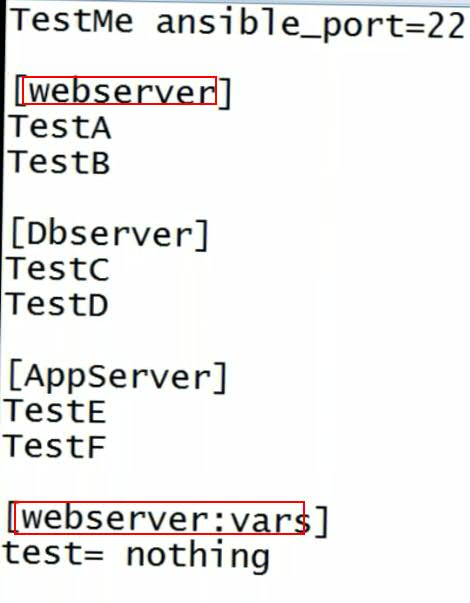 TestMe ansible_port=22
[webserver]
TestA
TestB
[Dbserver]
TestC
TestD
[AppServer]
TestE
TestF
[webserver:vars]
test= nothing